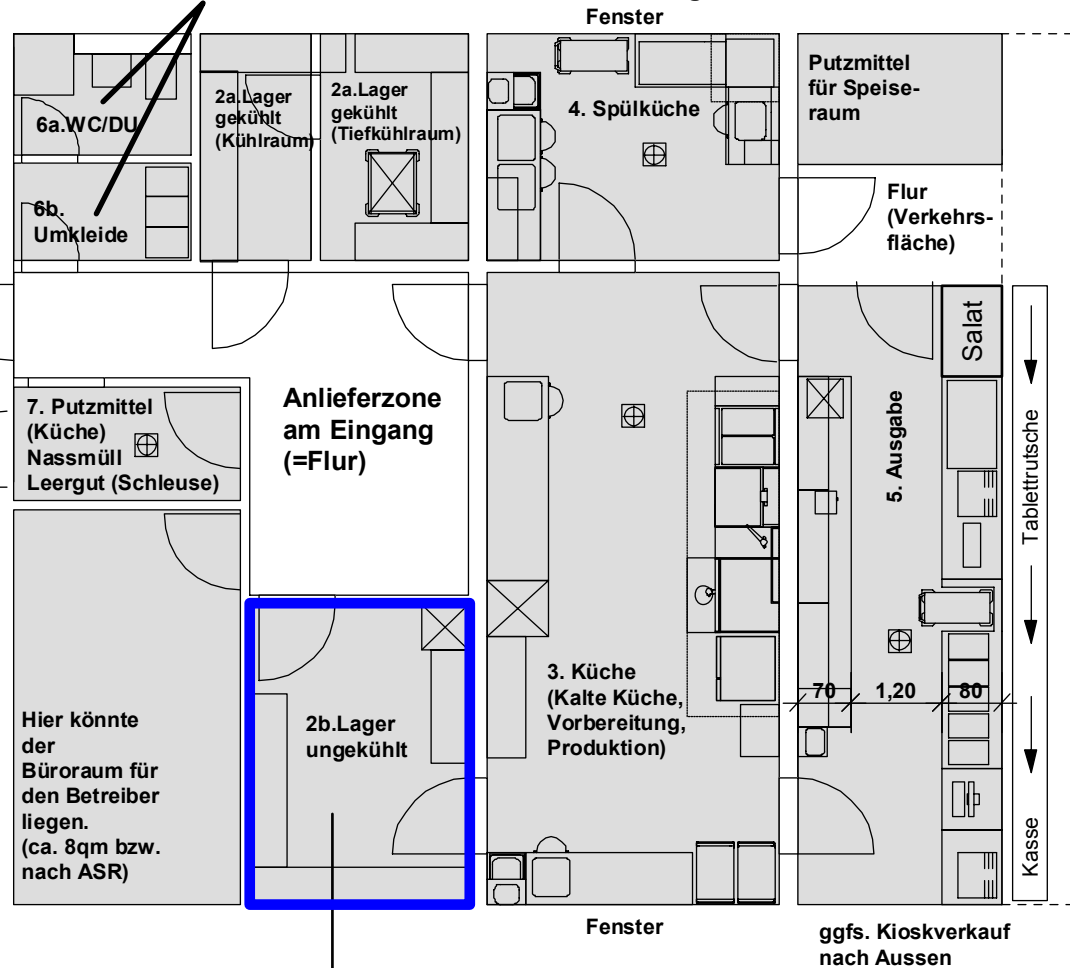 Fenster
6a.WC/DU
2a.Lager
gekühlt
(Kühlraum)
2a.Lager
gekühlt
(Tiefkühlraum)
4. Spülküche
Putzmittel
für Speise-
raum
6b.
Umkleide
Flur
(Verkehrs-
fläche)
Salat
7. Putzmittel
(Küche)
Nassmüll
Leergut (Schleuse)
Anlieferzone
am Eingang
(=Flur)
5. Ausgabe
Tablettrutsche
Hier könnte
der
Büroraum für
den Betreiber
liegen.
(ca. 8qm bzw.
nach ASR)
2b.Lager
ungekühlt
3. Küche
(Kalte Küche,
Vorbereitung,
Produktion)
70 1,20 80
Kasse
Fenster
ggfs. Kioskverkauf
nach Aussen